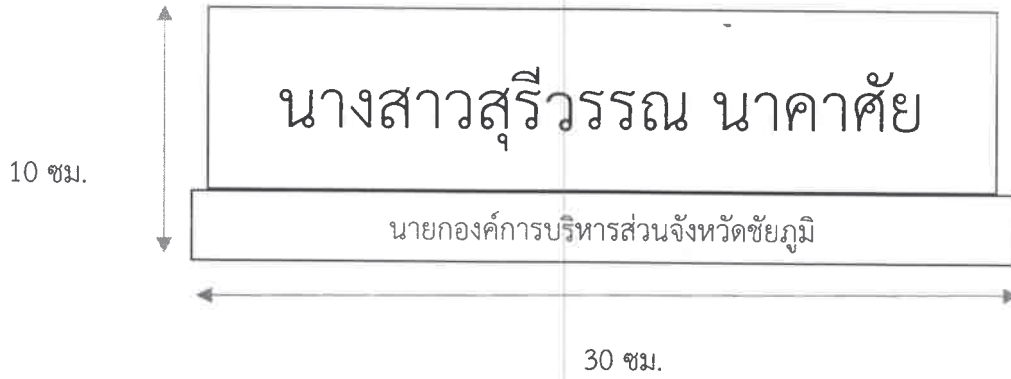 นางสาวสุรีวรรณ นาคาศัย
10 ซม.
นายกองค์การบริหารส่วนจังหวัดชัยภูมิ
30 ซม.